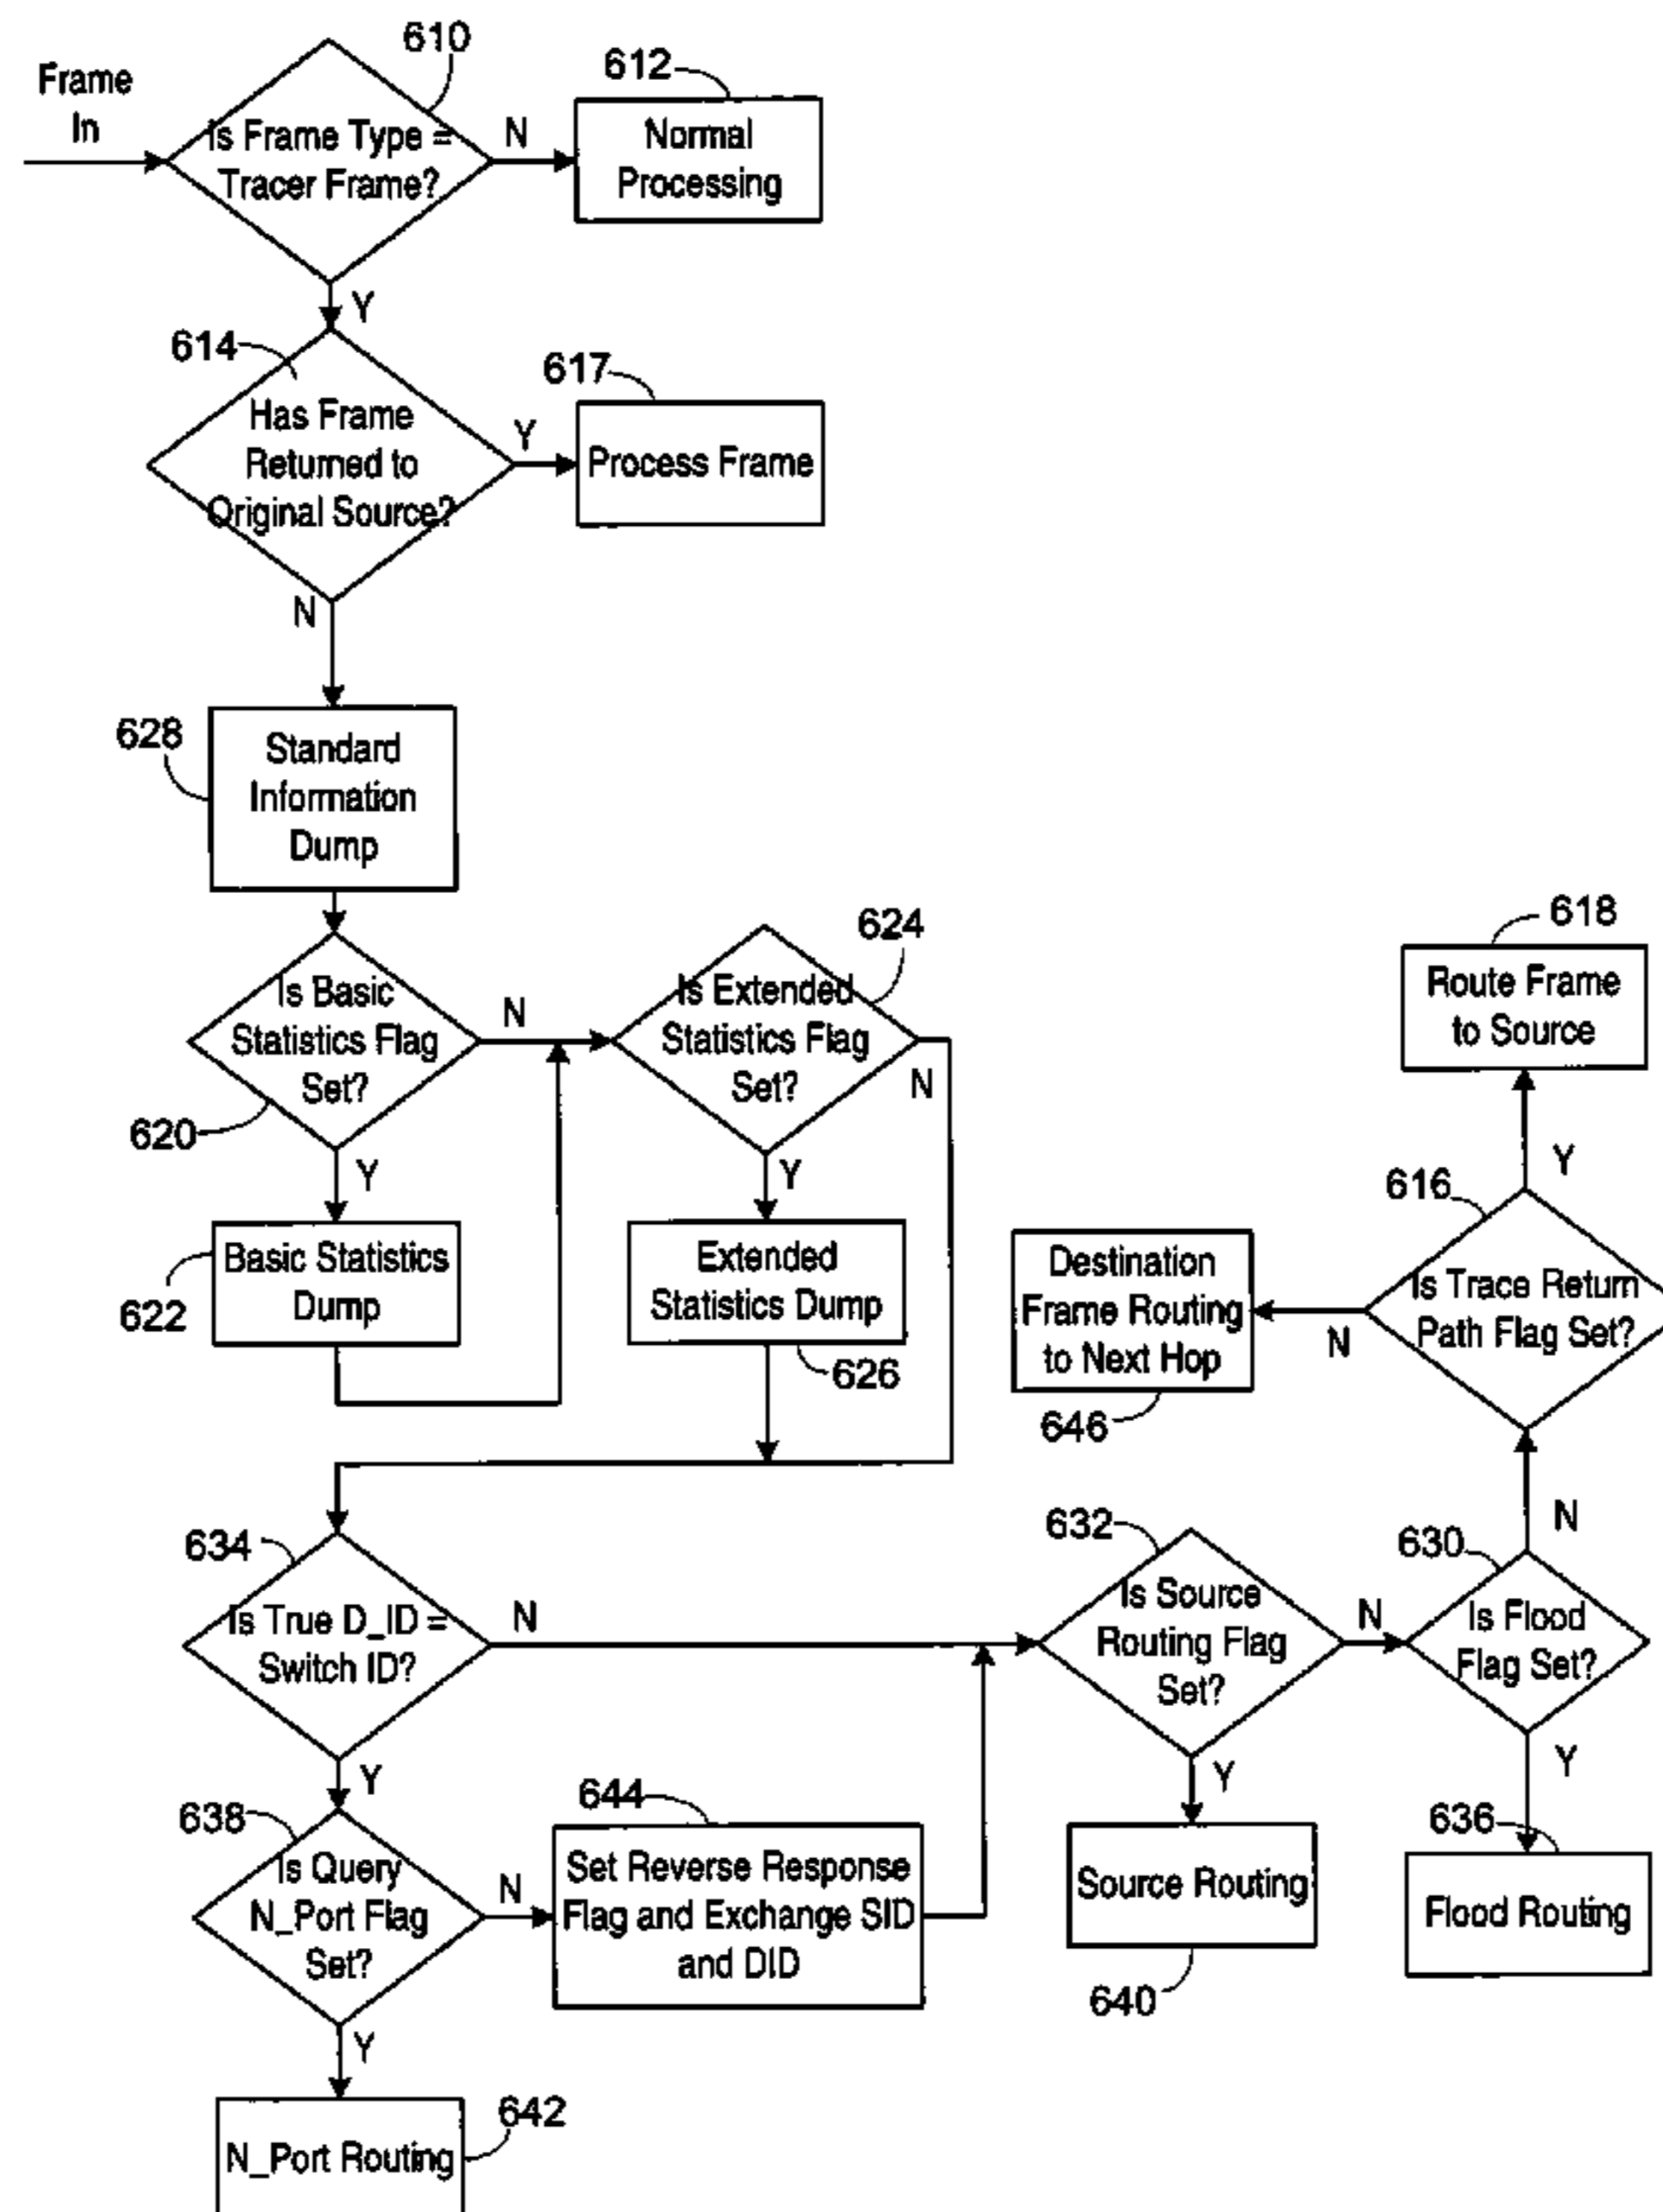 610
Frame
In
Is Frame Type =
Tracer Frame?
N
612
Normal
Processing
Y
614
Has Frame
Returned to
Original Source?
Y
617
Process Frame
N
628
Standard
Information
Dump
Is Basic
Statistics Flag
Set?
620
N
624
Is Extended
Statistics Flag
Set?
N
Y
Basic Statistics
Dump
622
Y
Extended
Statistics Dump
626
618
Route Frame
to Source
Y
616
Is Trace Return
Path Flag Set?
N
Destination
Frame Routing
to Next Hop
646
N
634
Is True D_ID =
Switch ID?
N
632
Is Source
Routing Flag
Set?
N
630
Is Flood
Flag Set?
Y
638
Is Query
N_Port Flag
Set?
N
644
Set Reverse Response
Flag and Exchange SID
and DID
Y
Source Routing
640
Y
636
Flood Routing
Y
N_Port Routing
642